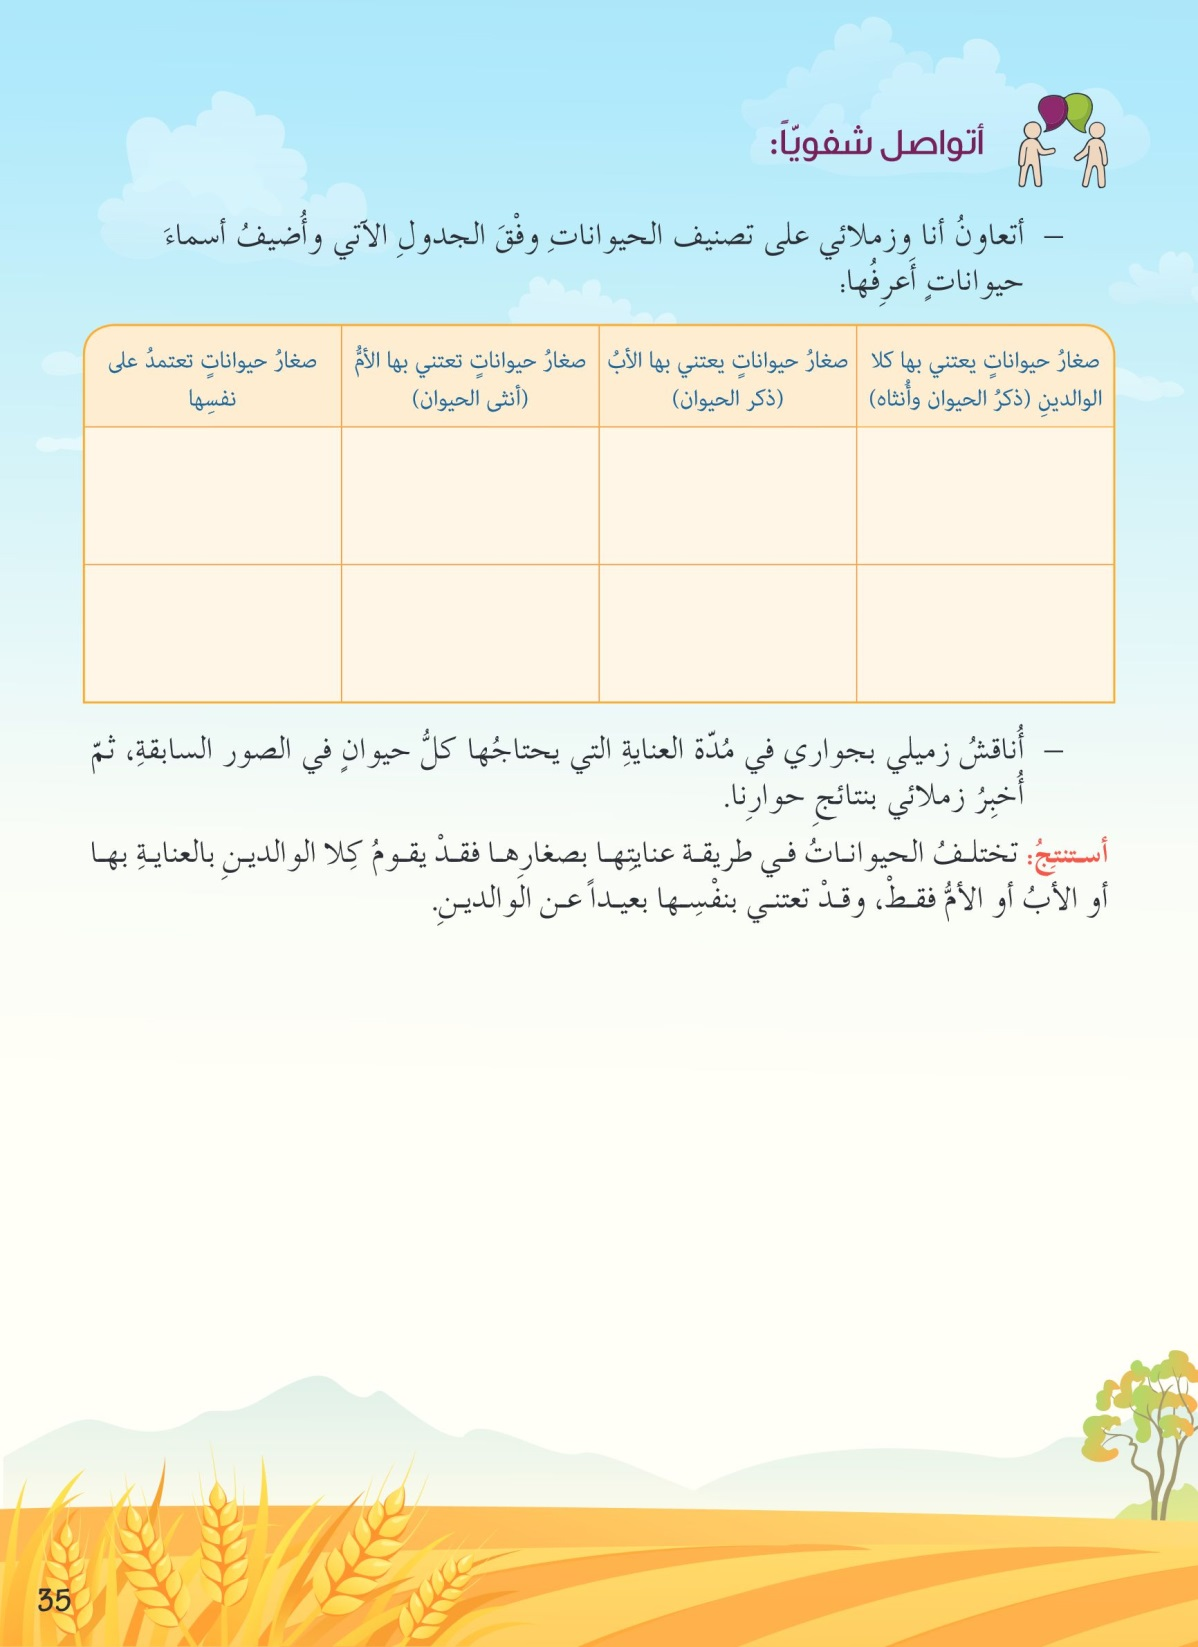 أتواصل شفويّاً:
– أتعاونُ أنا وزملائي على تصنيف الحيواناتِ وفْقَ الجدولِ الآتي وأُضيفُ أسماءَ
حيواناتٍ أَعرِفُها:
صغارُ حيواناتٍ يعتني بها كلا
الوالدينِ (ذكرُ الحيوان وأُنثاه)
صغارُ حيواناتٍ يعتني بها الأبُ
(ذكر الحيوان)
صغارُ حيواناتٍ تعتني بها الأمُّ
(أنثى الحيوان)
صغارُ حيواناتٍ تعتمدُ على
نفسِها
– أُناقشُ زميلي بجواري في مُدّة العنايةِ التي يحتاجُها كلُّ حيوانٍ في الصور السابقةِ، ثمّ
أُخبِرُ زملائي بنتائجِ حوارِنا.
أستنتِجُ: تختلفُ الحيواناتُ في طريقة عنايتِها بصغارِها فقدْ يقومُ كِلا الوالدينِ بالعنايةِ بها
أو الأبُ أو الأمُّ فقطْ، وقدْ تعتني بنفْسِها بعيداً عن الوالدينِ.
35